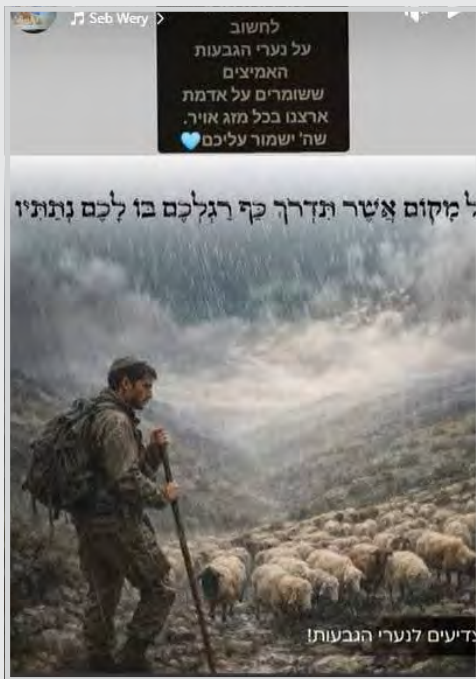 Seb Wery
לחשוב
על נערי הגבעות
האמיצים
ששומרים על אדמת
ארצנו בכל מזג אויר.
שה' ישמור עליכם🩵
מָקוֹם אֲשֶׁר תִּדְרֹךְ כַּף רַגְלְכֶם בּוֹ לָכֶם נְתַתִּיו
לנערי הגבעות!